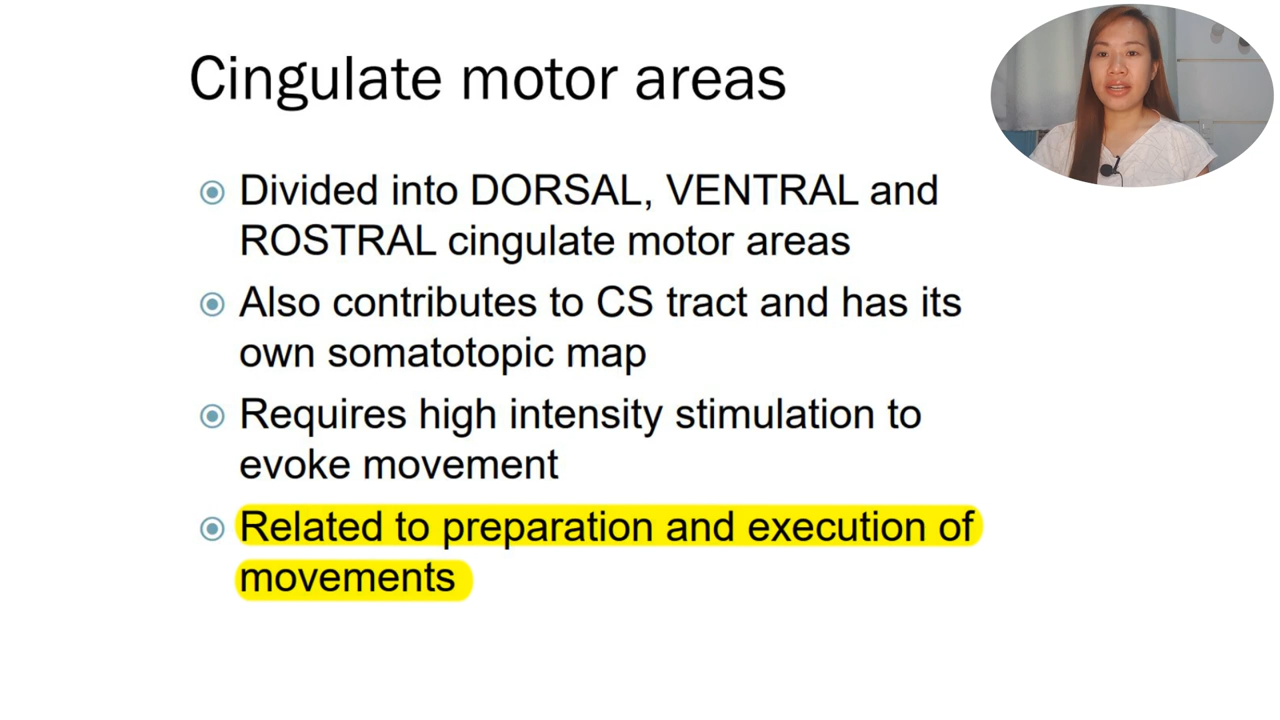 Cingulate motor areas
Divided into DORSAL, VENTRAL and
ROSTRAL cingulate motor areas
Also contributes to CS tract and has its
own somatotopic map
Requires high intensity stimulation to
evoke movement
Related to preparation and execution of
movements